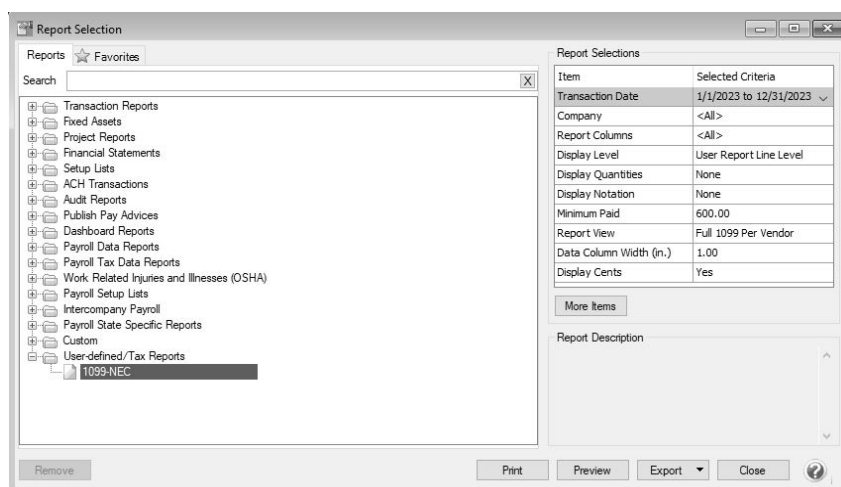 Report Selection
Reports Favorites
Search X
Transaction Reports
Fixed Assets
Project Reports
Financial Statements
Setup Lists
ACH Transactions
Audit Reports
Publish Pay Advices
Dashboard Reports
Payroll Data Reports
Payroll Tax Data Reports
Work Related Injuries and Illnesses (OSHA)
Payroll Setup Lists
Intercompany Payroll
Payroll State Specific Reports
Custom
User-defined/Tax Reports
1099-NEC
Remove
Report Selections
Item Selected Criteria
Transaction Date 1/1/2023 to 12/31/2023
Company <All>
Report Columns <All>
Display Level User Report Line Level
Display Quantities None
Display Notation None
Minimum Paid 600.00
Report View Full 1099 Per Vendor
Data Column Width (in.) 1.00
Display Cents Yes
More Items
Report Description
Print Preview Export Close ?